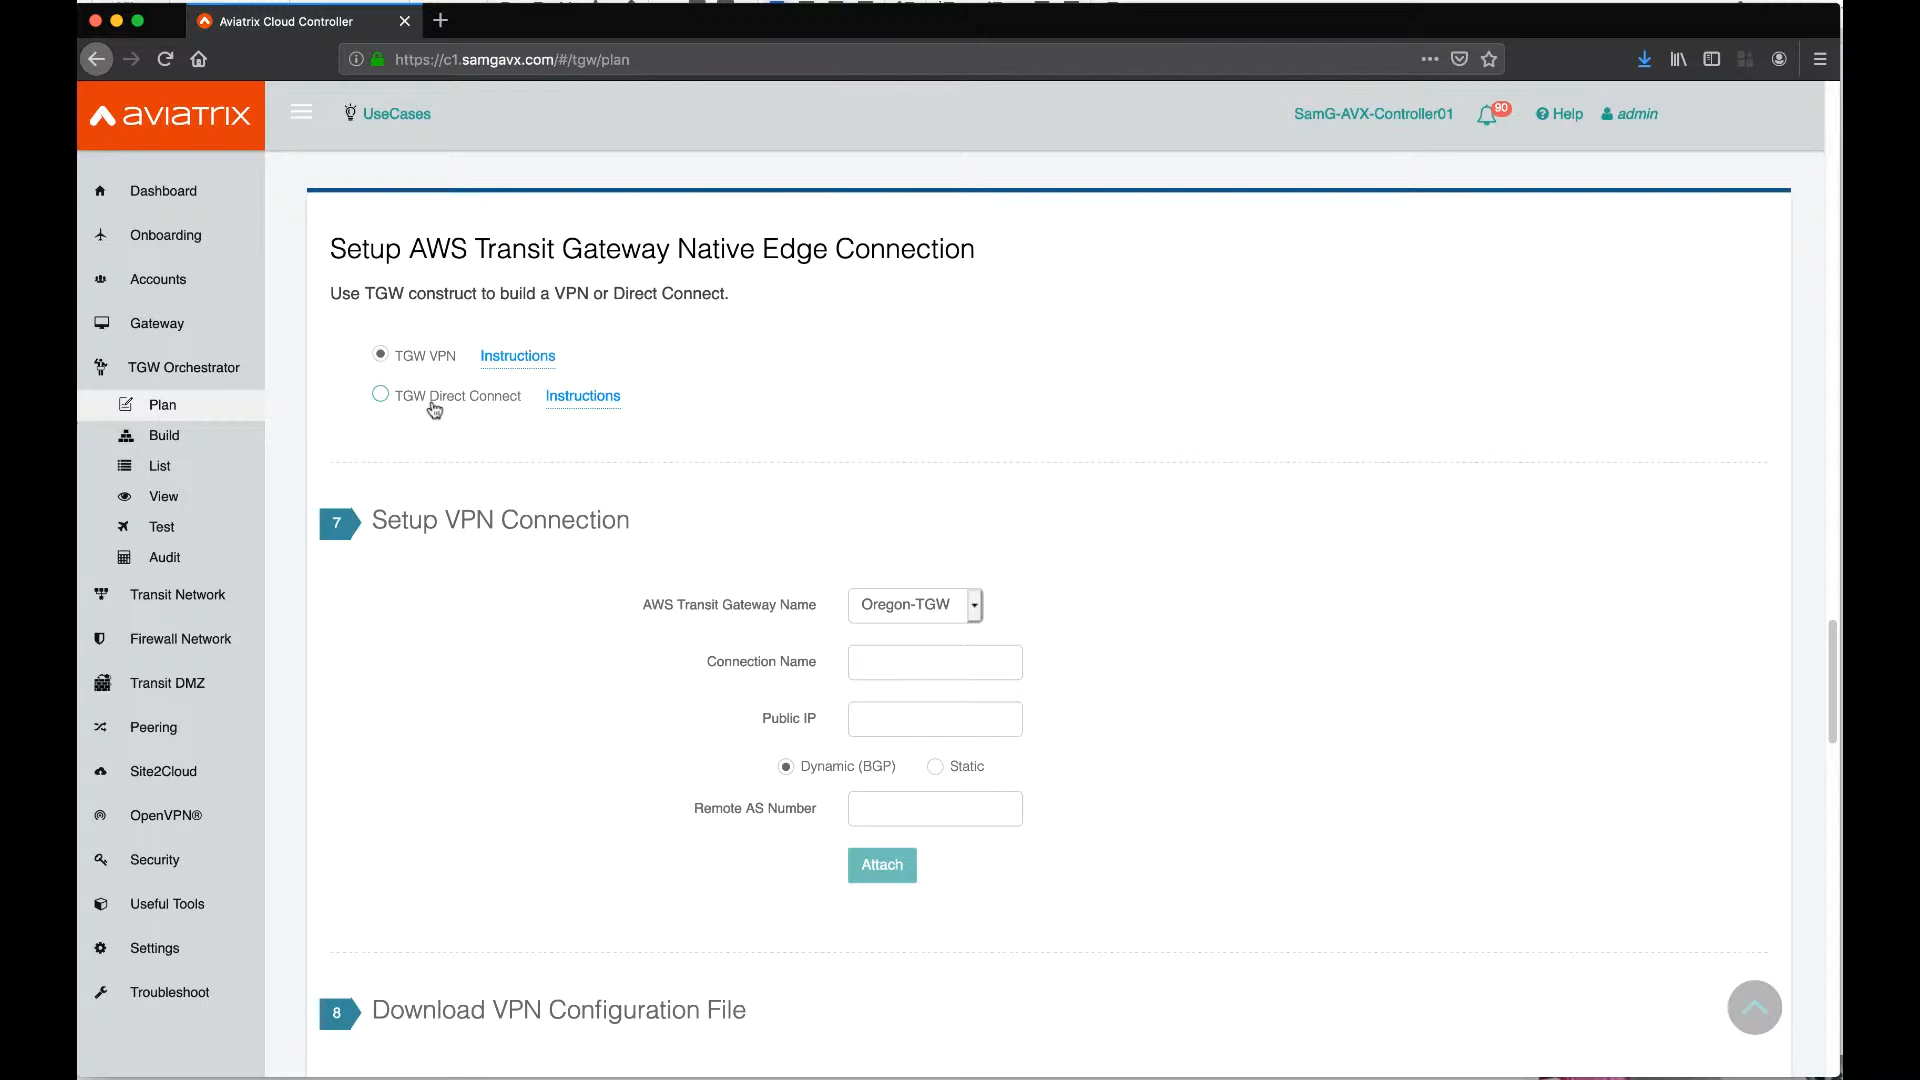 Aviatrix Cloud Controller
https://c1.samgavx.com/#/tgw/plan
aviatrix
UseCases
SamG-AVX-Controller01
90
Help
admin
Dashboard
Onboarding
Accounts
Gateway
TGW Orchestrator
Plan
Build
List
View
Test
Audit
Transit Network
Firewall Network
Transit DMZ
Peering
Site2Cloud
OpenVPN®
Security
Useful Tools
Settings
Troubleshoot
Setup AWS Transit Gateway Native Edge Connection
Use TGW construct to build a VPN or Direct Connect.
TGW VPN Instructions
TGW Direct Connect Instructions
7 Setup VPN Connection
AWS Transit Gateway Name Oregon-TGW
Connection Name
Public IP
Dynamic (BGP) Static
Remote AS Number
Attach
8 Download VPN Configuration File